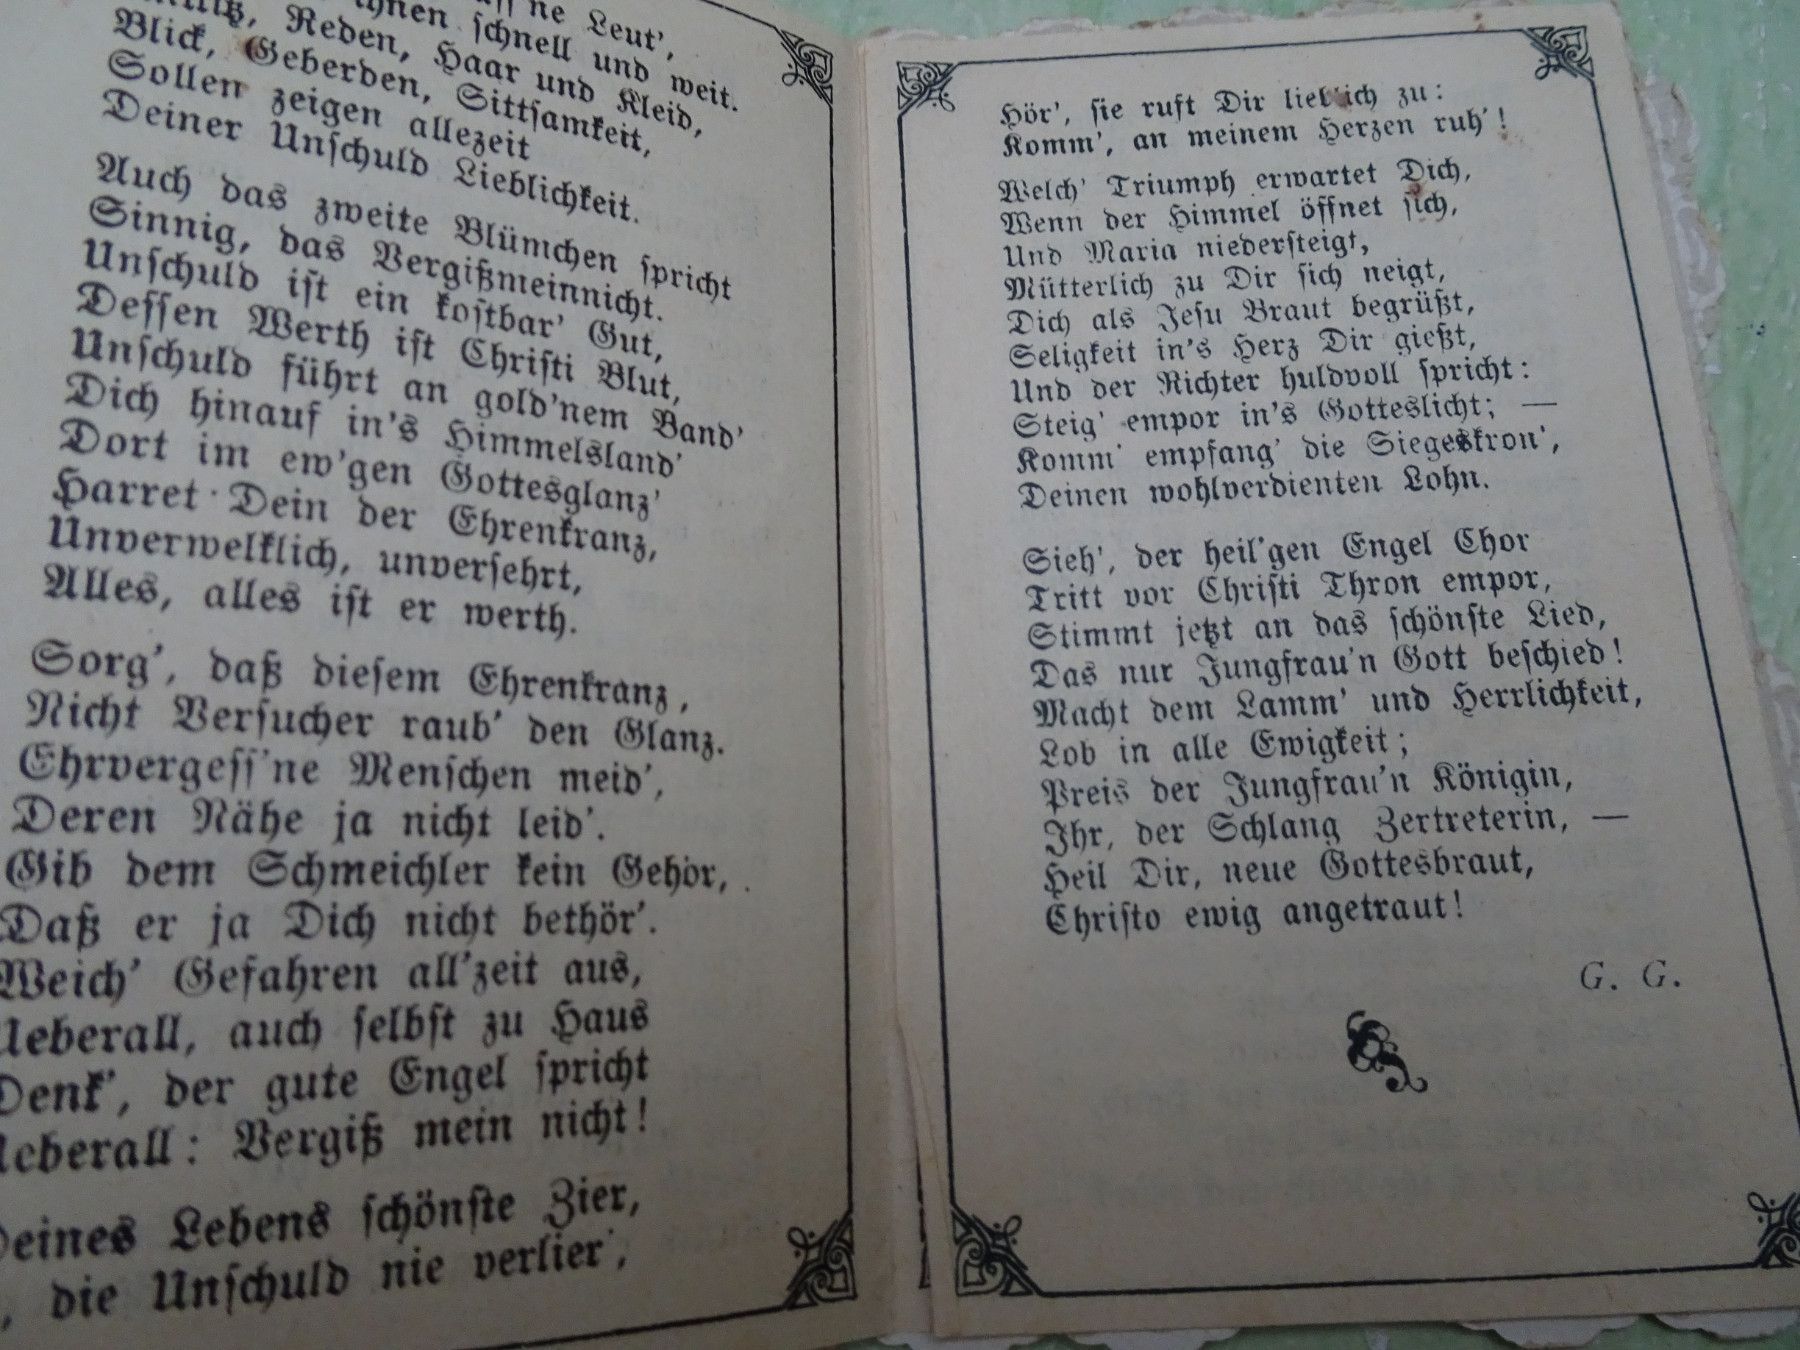 ne Leut',
ihnen schnell und weit.
Reden, Haar und Kleid,
Blick, Geberden, Sittsamkeit,
Sollen zeigen allezeit
Deiner Unschuld Lieblichkeit.
Auch das zweite Blümchen spricht
Sinnig, das Vergißmeinnicht.
Unschuld ist ein kostbar' Gut,
Dessen Werth ist Christi Blut,
Unschuld führt an gold'nem Band'
Dich hinauf in's Himmelsland'
Dort im ew'gen Gottesglanz'
Harret Dein der Ehrenkranz,
Unverwelklich, unversehrt,
Alles, alles ist er werth.
Sorg', daß diesem Ehrenkranz,
Nicht Versucher raub' den Glanz.
Ehrvergess'ne Menschen meid',
Deren Nähe ja nicht leid'.
Gib dem Schmeichler kein Gehör,
Daß er ja Dich nicht bethör'.
Weich' Gefahren all'zeit aus,
Ueberall, auch selbst zu Haus
Denk', der gute Engel spricht
Ueberall: Vergiß mein nicht!
Deines Lebens schönste Zier,
die Unschuld nie verlier',
Hör', sie ruft Dir lieblich zu:
Komm', an meinem Herzen ruh'!
Welch' Triumph erwartet Dich,
Wenn der Himmel öffnet sich,
Und Maria niedersteigt,
Mütterlich zu Dir sich neigt,
Dich als Jesu Braut begrüßt,
Seligkeit in's Herz Dir gießt,
Und der Richter huldvoll spricht:
Steig' empor in's Gotteslicht; —
Komm' empfang' die Siegeskron',
Deinen wohlverdienten Lohn.
Sieh', der heil'gen Engel Chor
Tritt vor Christi Thron empor,
Stimmt jetzt an das schönste Lied,
Das nur Jungfrau'n Gott beschied!
Macht dem Lamm' und Herrlichkeit,
Lob in alle Ewigkeit;
Preis der Jungfrau'n Königin,
Ihr, der Schlang Zertreterin, —
Heil Dir, neue Gottesbraut,
Christo ewig angetraut!
G. G.